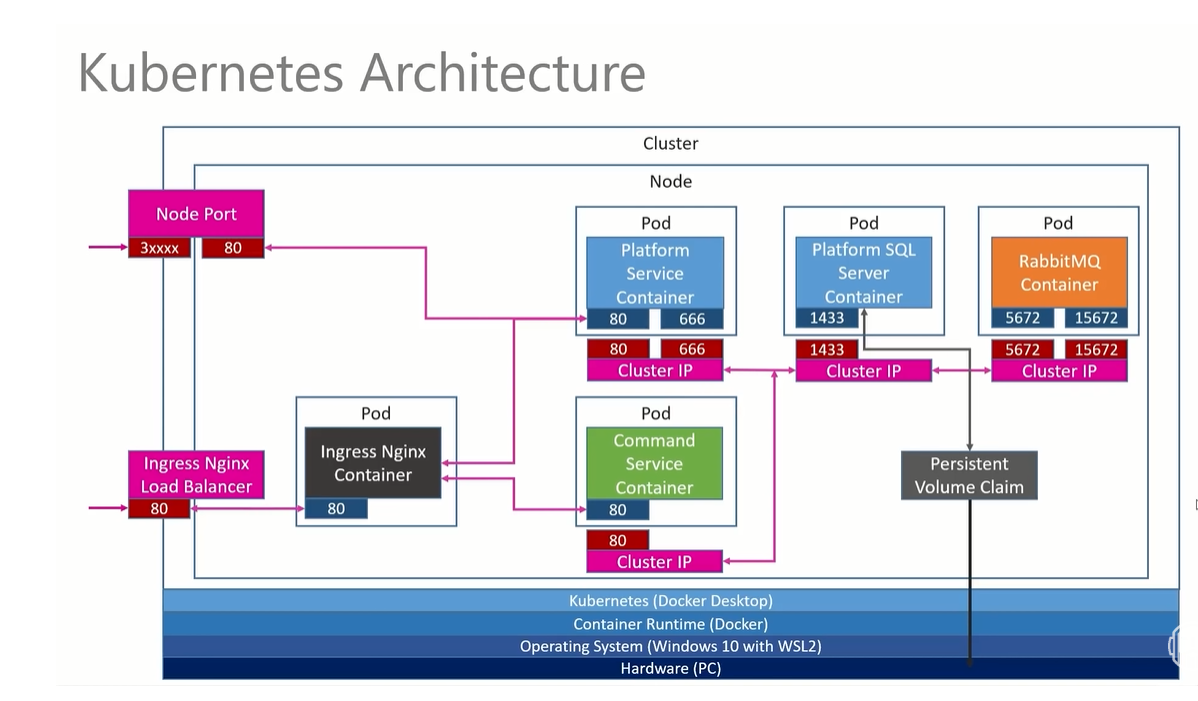 Kubernetes Architecture
Cluster
Node
Node Port
3xxxx
80
Pod
Platform
Service
Container
80
666
80
666
Cluster IP
Pod
Platform SQL
Server
Container
1433
1433
Cluster IP
Pod
RabbitMQ
Container
5672
15672
5672
15672
Cluster IP
Ingress Nginx
Load Balancer
80
Pod
Ingress Nginx
Container
80
Pod
Command
Service
Container
80
80
Cluster IP
Persistent
Volume Claim
Kubernetes (Docker Desktop)
Container Runtime (Docker)
Operating System (Windows 10 with WSL2)
Hardware (PC)